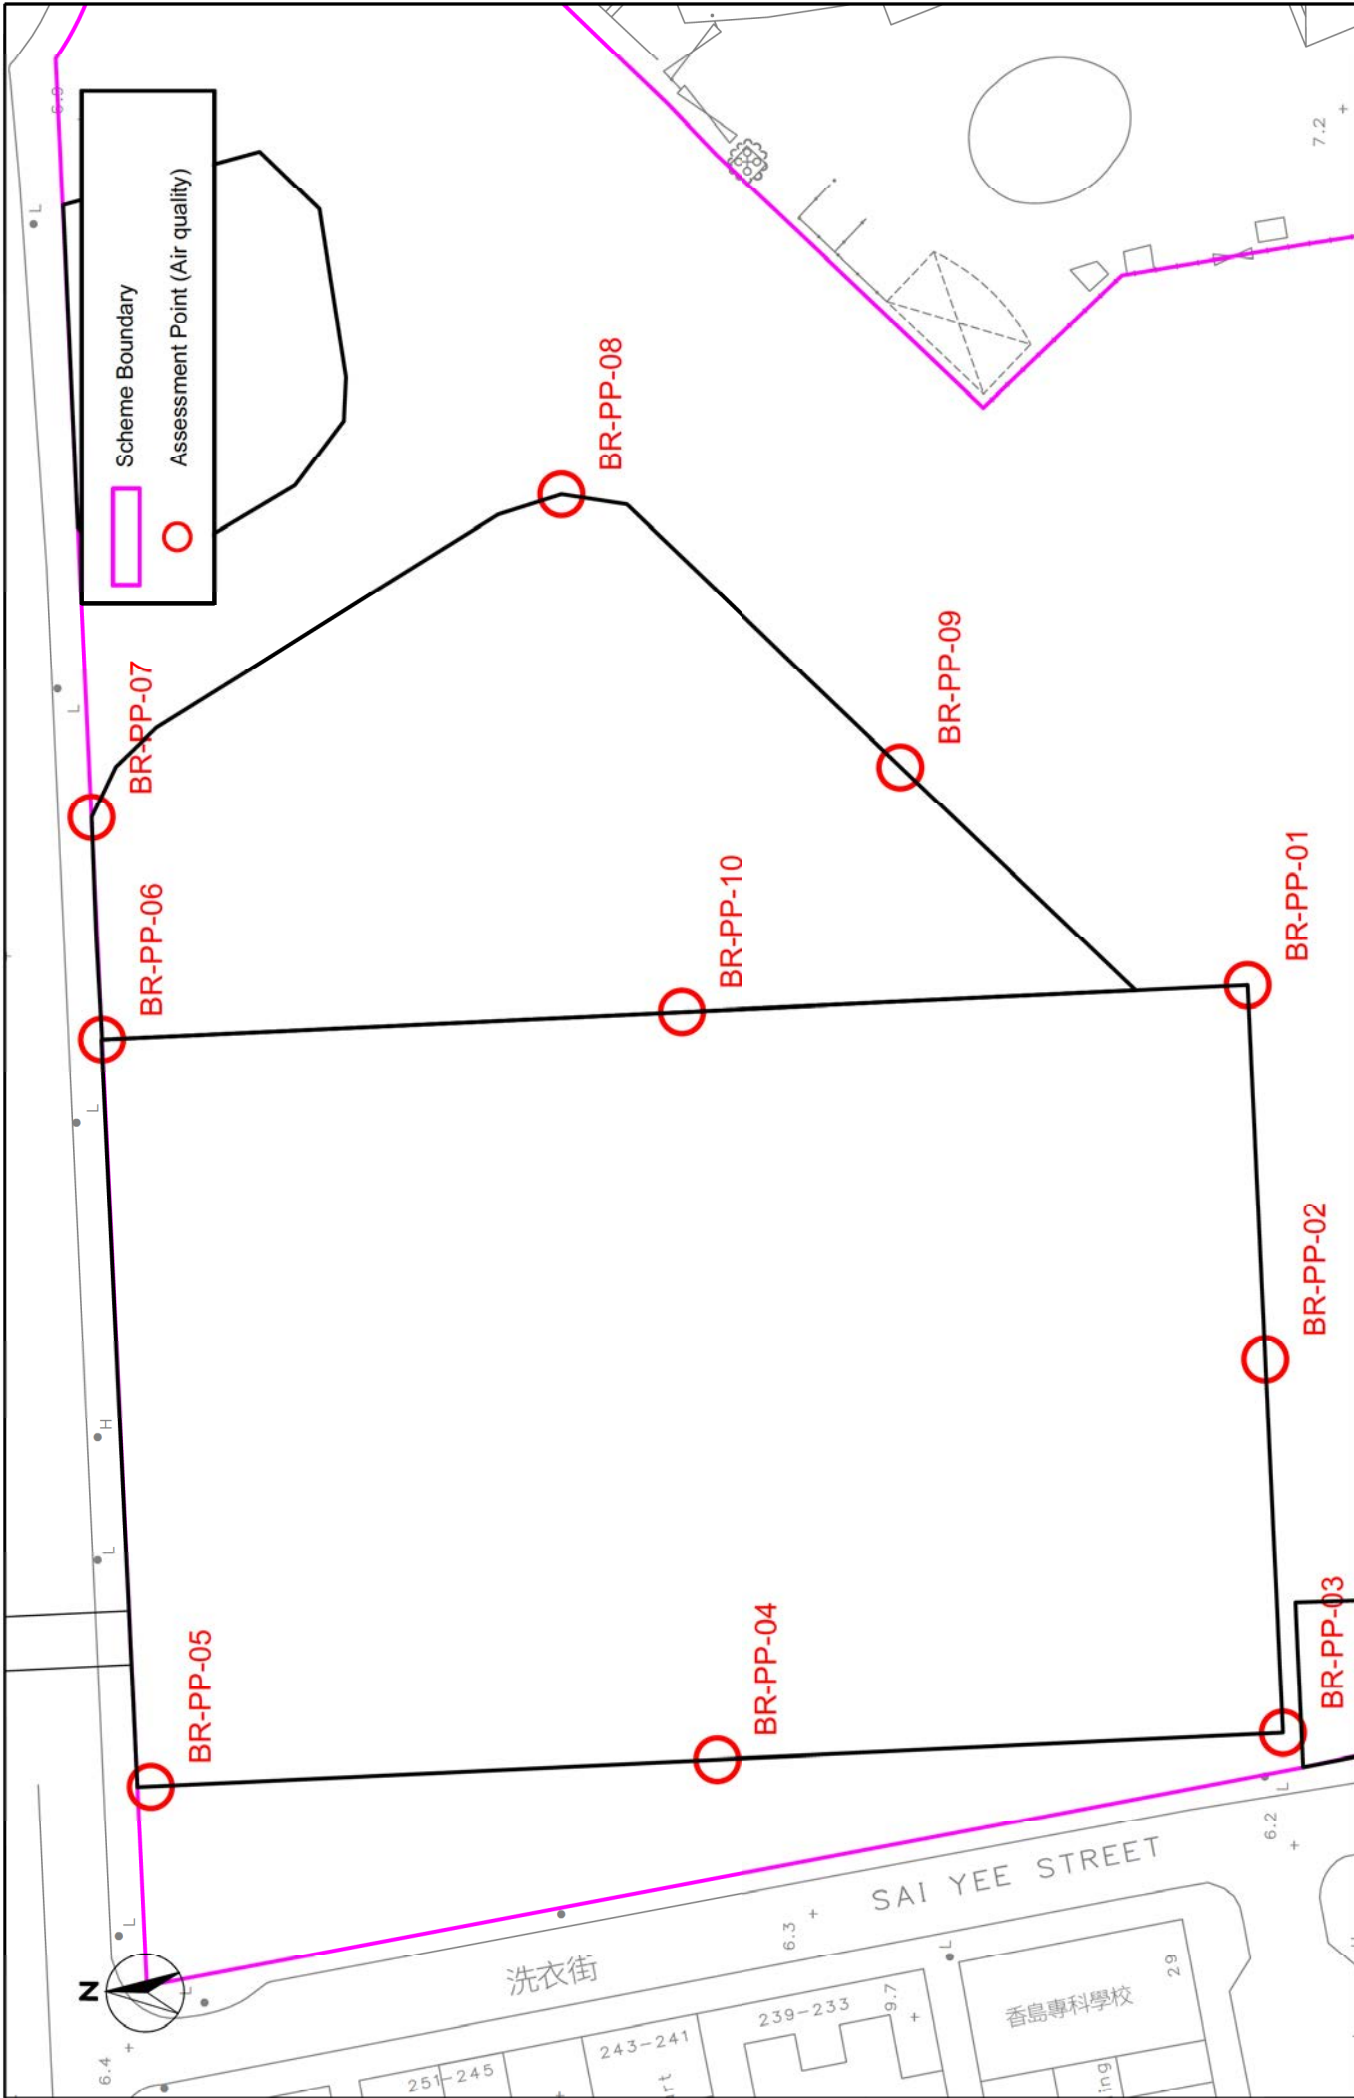 Scheme Boundary
Assessment Point (Air quality)
BR-PP-05
BR-PP-06
BR-PP-07
BR-PP-08
BR-PP-04
BR-PP-10
BR-PP-09
BR-PP-03
BR-PP-02
BR-PP-01
N
6.4
L
L
L
H
L
L
L
6.9
7.2
洗衣街
SAI YEE STREET
6.3
6.2
L
L
251-245
243-241
239-233
9.7
香島專科學校
29